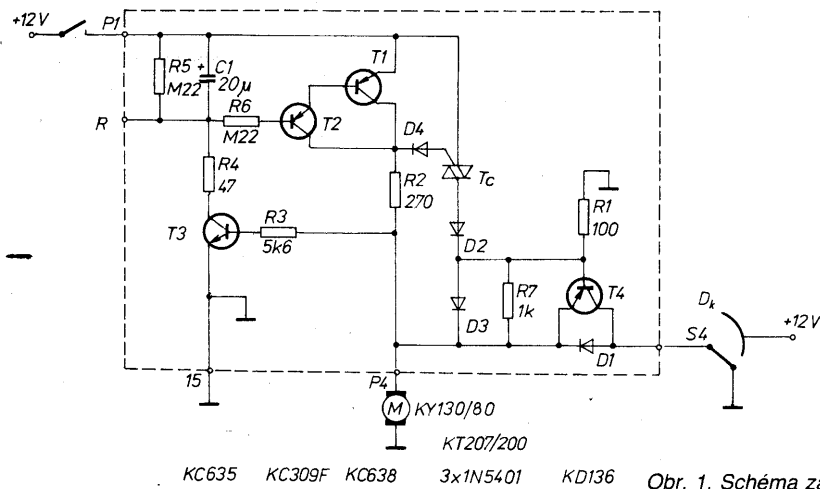 +12V
P1
R5
M22
+
C1
20μ
T1
R
R6
M22
T2
D4
Tc
R4
47
R2
270
R1
100
T3
R3
5k6
D2
R7
1k
T4
Dk
+12V
S4
D3
D1
15
P4
M
KY130/80
KT207/200
KC635 KC309F KC638 3x1N5401 KD136
Obr. 1. Schéma za